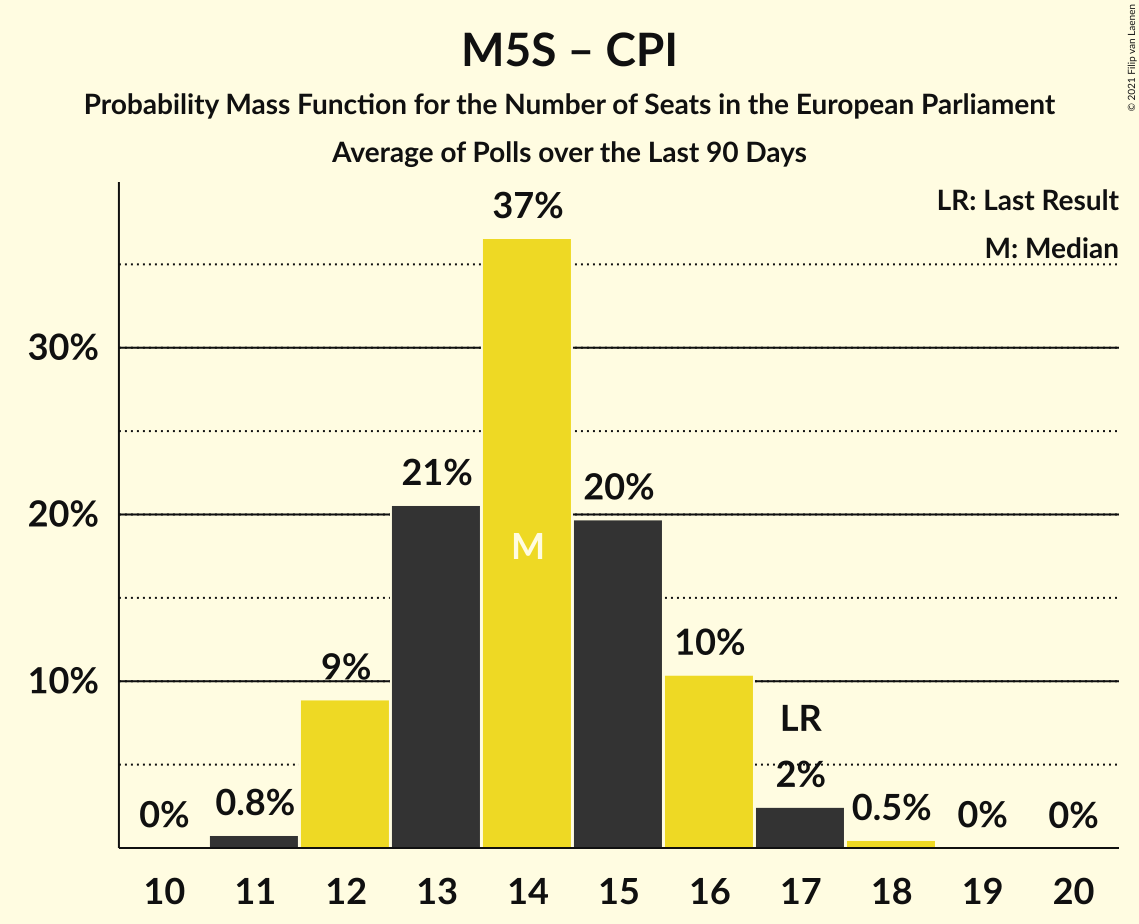 M5S – CPI
Probability Mass Function for the Number of Seats in the European Parliament
Average of Polls over the Last 90 Days
© 2021 Filip van Laenen
LR: Last Result
M: Median
30%
20%
10%
0%
0.8%
9%
21%
37%
M
20%
10%
LR
2%
0.5%
0%
0%
10 11 12 13 14 15 16 17 18 19 20